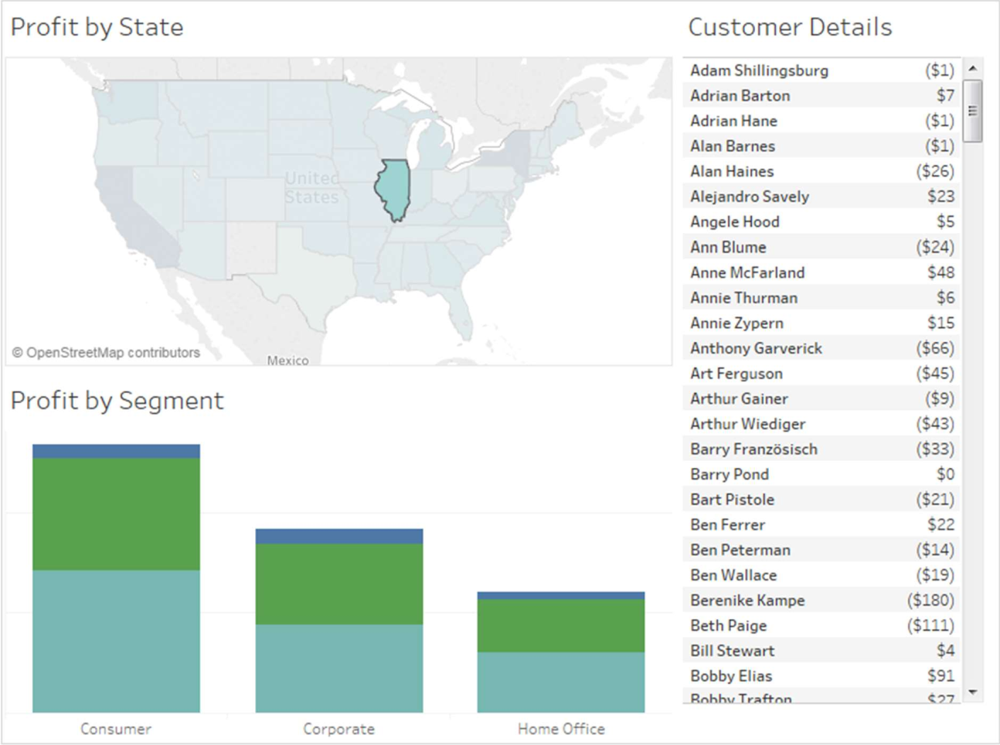 Profit by State
United
States
© OpenStreetMap contributors
Mexico
Profit by Segment
Consumer
Corporate
Home Office
Customer Details
Adam Shillingsburg ($1)
Adrian Barton $7
Adrian Hane ($1)
Alan Barnes ($1)
Alan Haines ($26)
Alejandro Savely $23
Angele Hood $5
Ann Blume ($24)
Anne McFarland $48
Annie Thurman $6
Annie Zypern $15
Anthony Garverick ($66)
Art Ferguson ($45)
Arthur Gainer ($9)
Arthur Wiediger ($43)
Barry Französisch ($33)
Barry Pond $0
Bart Pistole ($21)
Ben Ferrer $22
Ben Peterman ($14)
Ben Wallace ($19)
Berenike Kampe ($180)
Beth Paige ($111)
Bill Stewart $4
Bobby Elias $91
Bobby Trafton $27